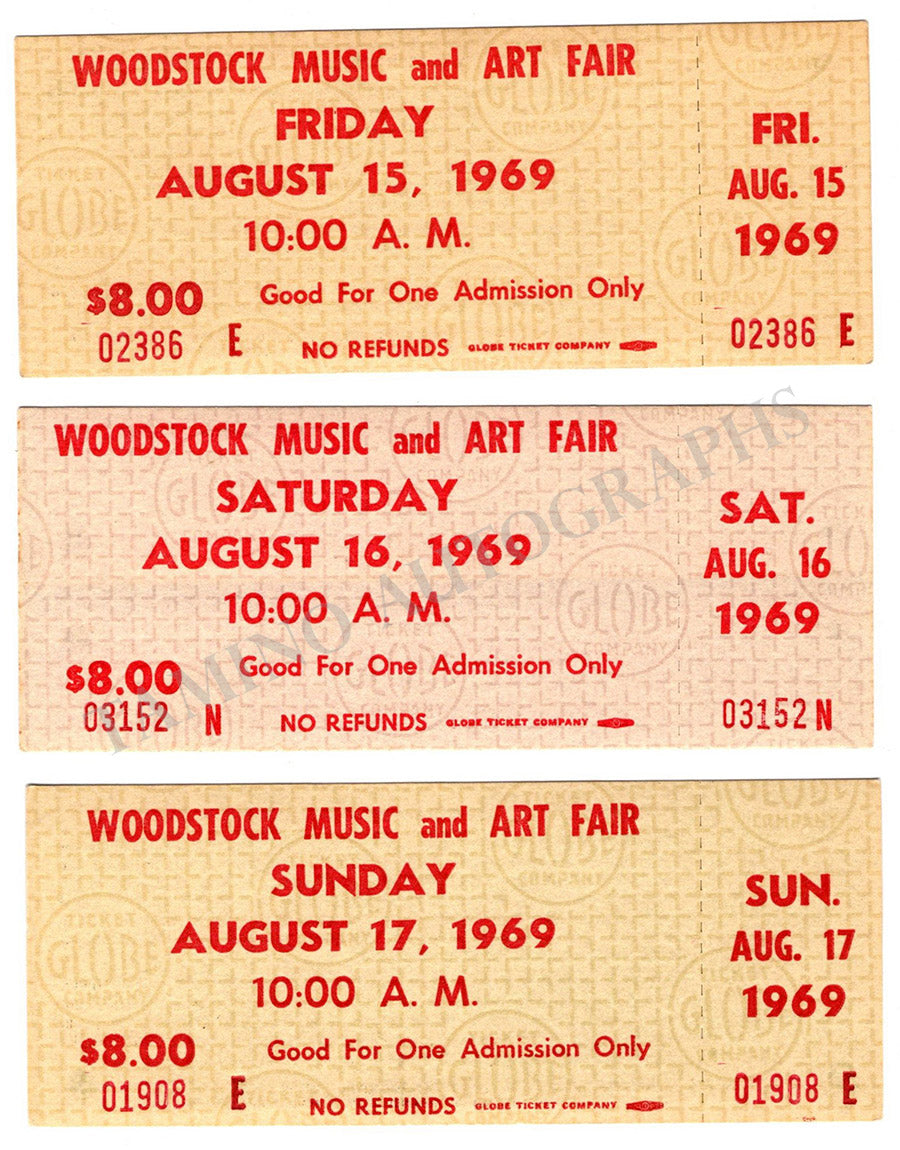 WOODSTOCK MUSIC and ART FAIR
FRIDAY
AUGUST 15, 1969
10:00 A. M.
$8.00 Good For One Admission Only
02386 E NO REFUNDS GLOBE TICKET COMPANY
FRI.
AUG. 15
1969
02386 E
WOODSTOCK MUSIC and ART FAIR
SATURDAY
AUGUST 16, 1969
10:00 A. M.
$8.00 Good For One Admission Only
03152 N NO REFUNDS GLOBE TICKET COMPANY
SAT.
AUG. 16
1969
03152 N
WOODSTOCK MUSIC and ART FAIR
SUNDAY
AUGUST 17, 1969
10:00 A. M.
$8.00 Good For One Admission Only
01908 E NO REFUNDS GLOBE TICKET COMPANY
SUN.
AUG. 17
1969
01908 E
TAMINO AUTOGRAPHS